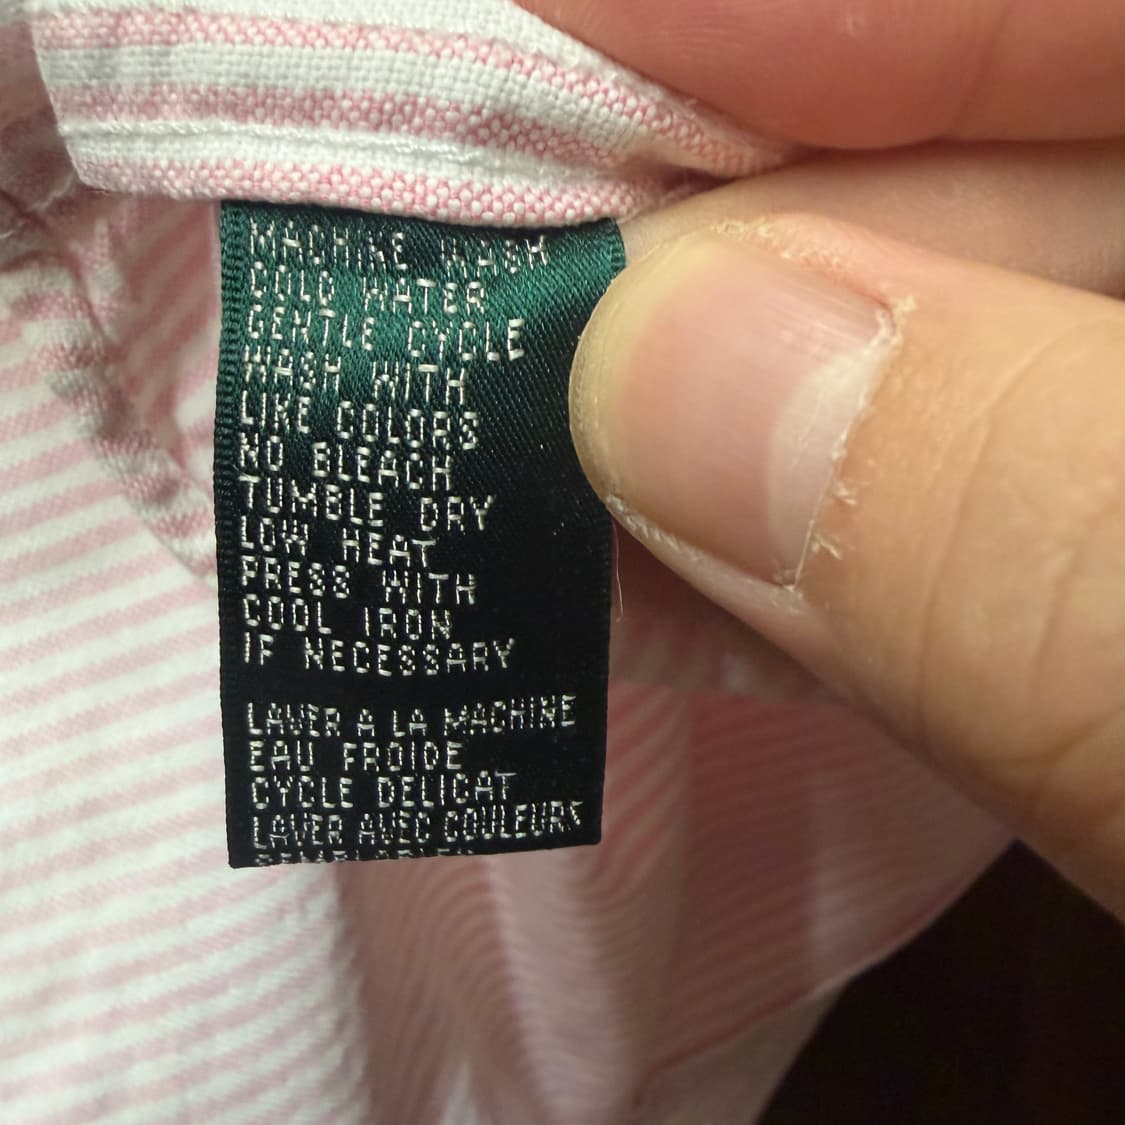 MACHINE WASH
COLD WATER
GENTLE CYCLE
WASH WITH
LIKE COLORS
NO BLEACH
TUMBLE DRY
LOW HEAT
PRESS WITH
COOL IRON
IF NECESSARY
LAVER A LA MACHINE
EAU FROIDE
CYCLE DELICAT
LAVER AVEC COULEURS